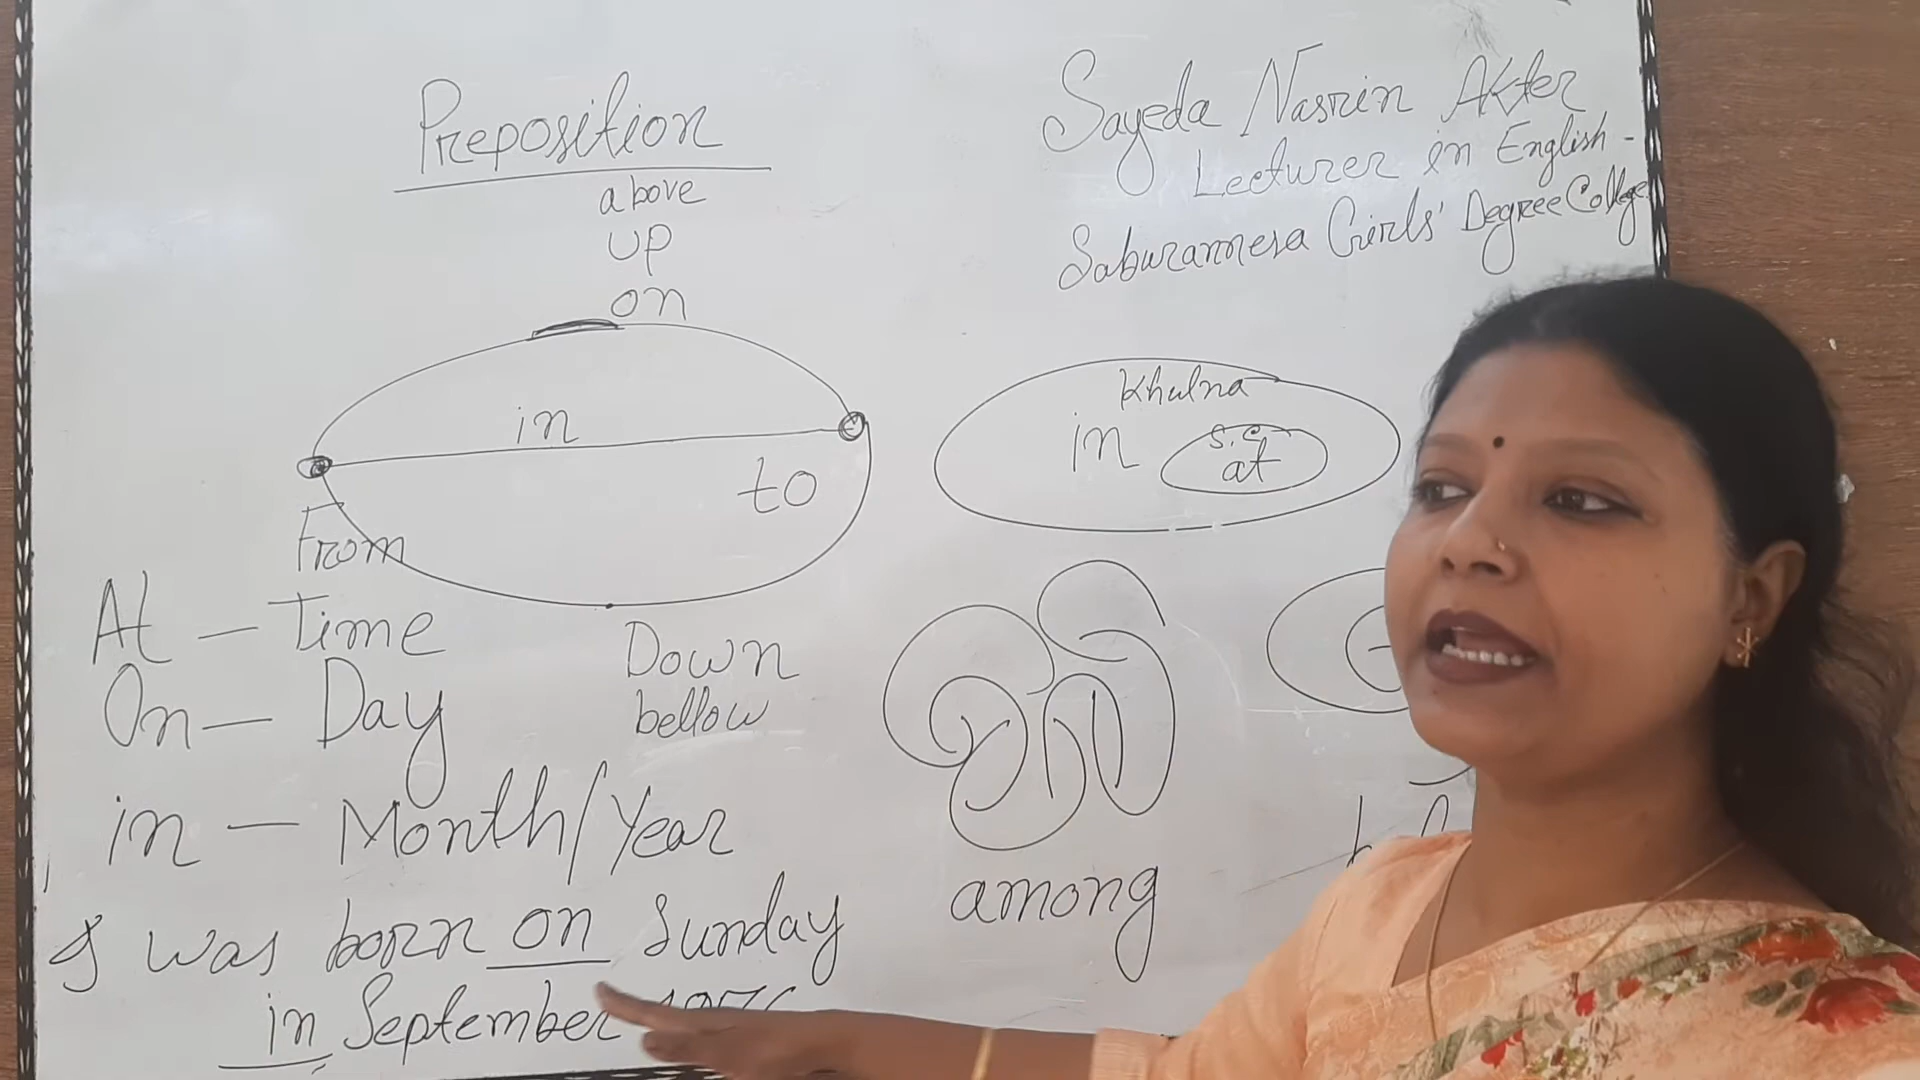 Preposition
above
up
on
in
to
From
Down
bellow
At – Time
On – Day
in – Month/Year
I was born on Sunday
in September
Sayeda Nasrin Akter
Lecturer in English -
Saburannesa Girls' Degree College
Khulna
in
S.C
at
among